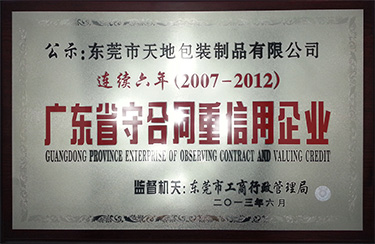 公示:东莞市天地包装制品有限公司
连续六年(2007-2012)
广东省守合同重信用企业
GUANGDONG PROVINCE ENTERPRISE OF OBSERVING CONTRACT AND VALUING CREDIT
监督机关:东莞市工商行政管理局
二〇一三年六月